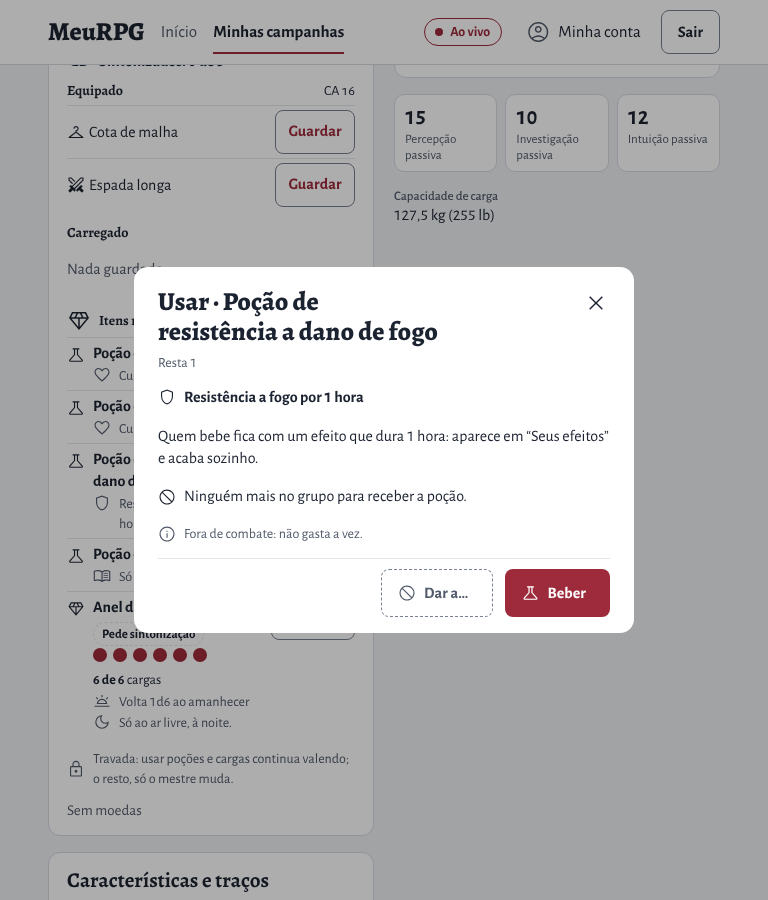 MeuRPG
Início
Minhas campanhas
Ao vivo
Minha conta
Sair
Equipado
CA 16
Cota de malha
Guardar
Espada longa
Guardar
Carregado
Nada
Itens
Poção
Poção
Poção
Poção
Só
Anel
Pede sintonização
6 de 6 cargas
Volta 1d6 ao amanhecer
Só ao ar livre, à noite.
Travada: usar poções e cargas continua valendo;
o resto, só o mestre muda.
Sem moedas
Características e traços
15
Percepção
passiva
10
Investigação
passiva
12
Intuição passiva
Capacidade de carga
127,5 kg (255 lb)
Usar · Poção de
resistência a dano de fogo
Resta 1
Resistência a fogo por 1 hora
Quem bebe fica com um efeito que dura 1 hora: aparece em “Seus efeitos”
e acaba sozinho.
Ninguém mais no grupo para receber a poção.
Fora de combate: não gasta a vez.
Dar a...
Beber